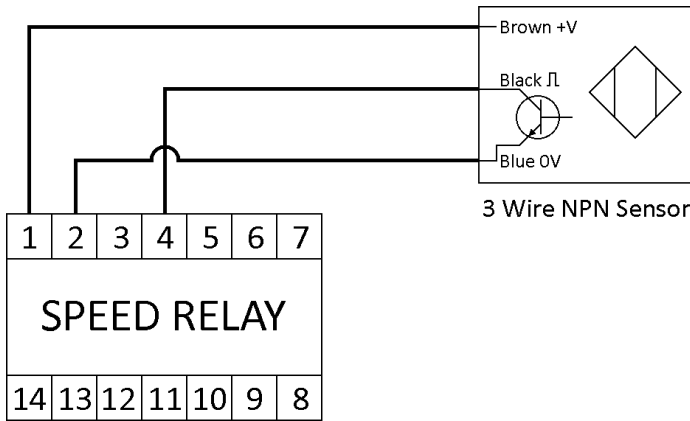 Brown +V
Black ⎍
Blue 0V
3 Wire NPN Sensor
1 2 3 4 5 6 7
SPEED RELAY
14 13 12 11 10 9 8